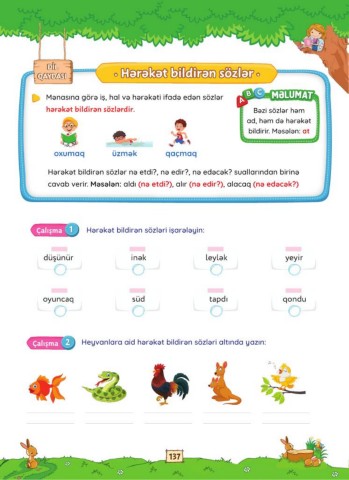 DİL
QAYDASI
Hərəkət bildirən sözlər
Mənasına görə iş, hal və hərəkəti ifadə edən sözlər
hərəkət bildirən sözlərdir.
oxumaq üzmək qaçmaq
A B C MƏLUMAT
Bəzi sözlər həm
ad, həm də hərəkət
bildirir. Məsələn: at
Hərəkət bildirən sözlər nə etdi?, nə edir?, nə edəcək? suallarından birinə
cavab verir. Məsələn: aldı (nə etdi?), alır (nə edir?), alacaq (nə edəcək?)
Çalışma 1 Hərəkət bildirən sözləri işarələyin:
düşünür inək leylək yeyir
oyuncaq süd tapdı qondu
Çalışma 2 Heyvanlara aid hərəkət bildirən sözləri altında yazın:
137